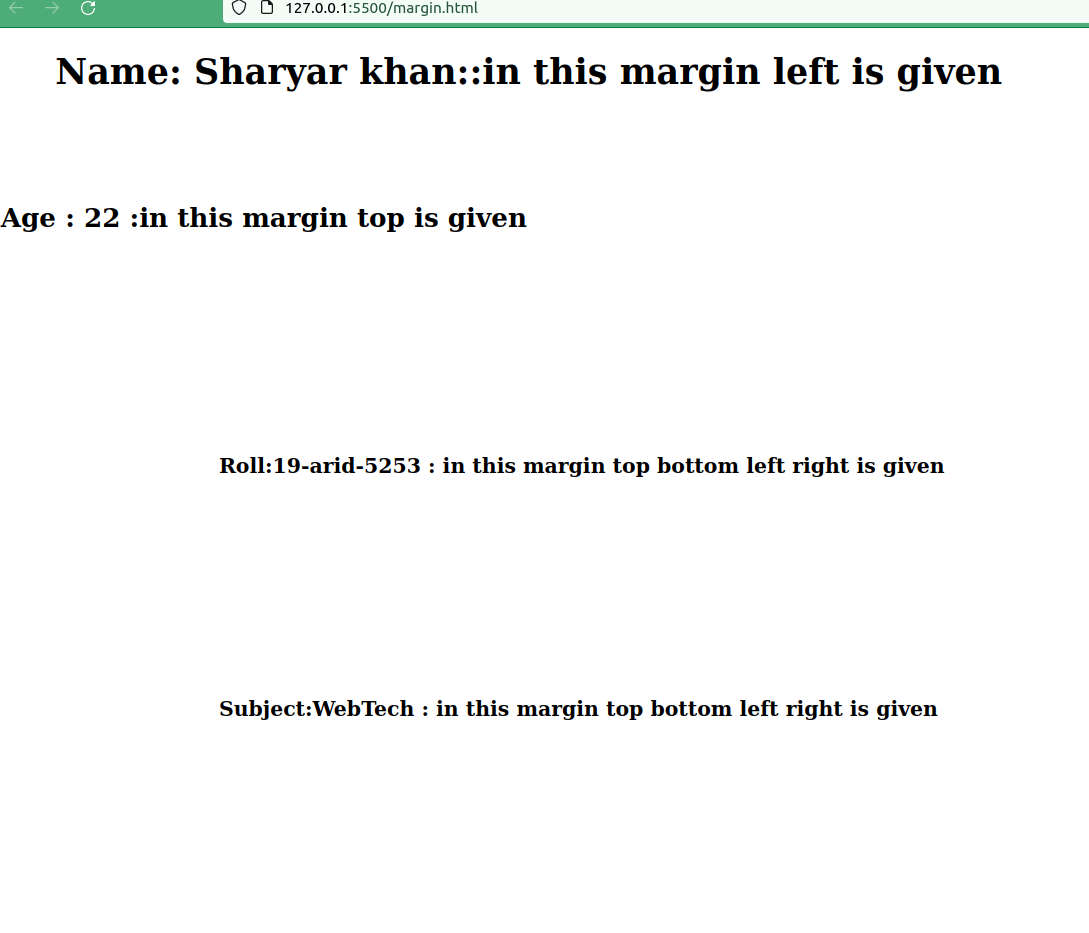 127.0.0.1:5500/margin.html
Name: Sharyar khan::in this margin left is given
Age : 22 :in this margin top is given
Roll:19-arid-5253 : in this margin top bottom left right is given
Subject:WebTech : in this margin top bottom left right is given